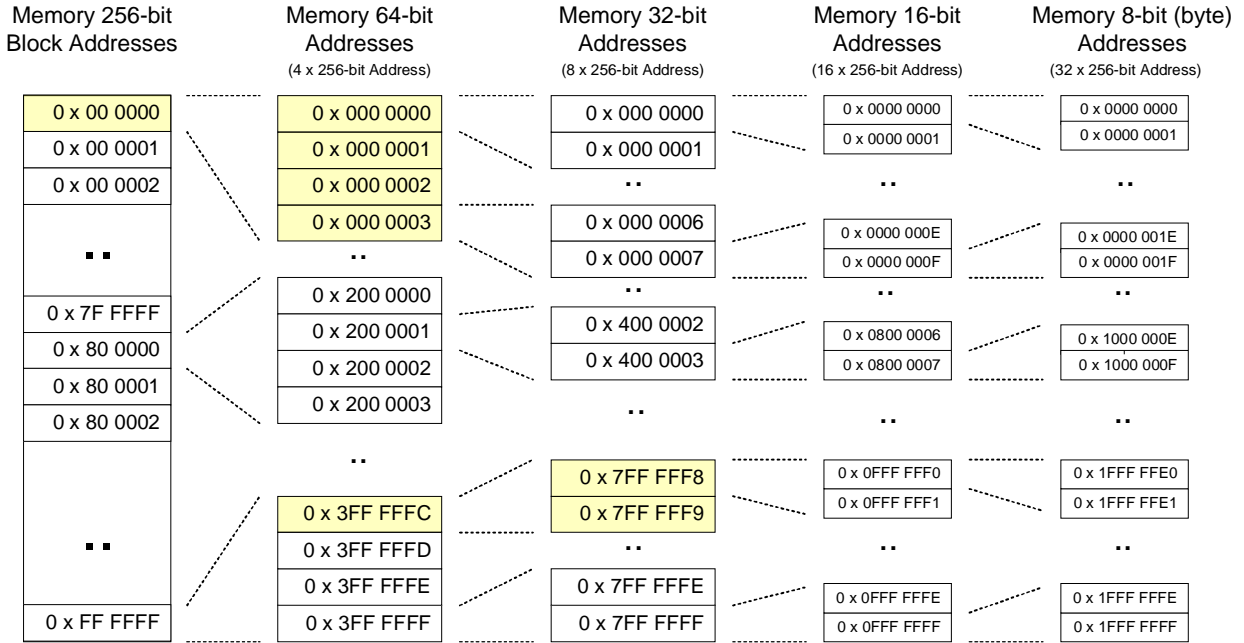 Memory 256-bit
Block Addresses
0 x 00 0000
0 x 00 0001
0 x 00 0002
..
0 x 7F FFFF
0 x 80 0000
0 x 80 0001
0 x 80 0002
..
0 x FF FFFF
Memory 64-bit
Addresses
(4 x 256-bit Address)
0 x 000 0000
0 x 000 0001
0 x 000 0002
0 x 000 0003
..
0 x 200 0000
0 x 200 0001
0 x 200 0002
0 x 200 0003
..
0 x 3FF FFFC
0 x 3FF FFFD
0 x 3FF FFFE
0 x 3FF FFFF
Memory 32-bit
Addresses
(8 x 256-bit Address)
0 x 000 0000
0 x 000 0001
..
0 x 000 0006
0 x 000 0007
..
0 x 400 0002
0 x 400 0003
..
0 x 7FF FFF8
0 x 7FF FFF9
..
0 x 7FF FFFE
0 x 7FF FFFF
Memory 16-bit
Addresses
(16 x 256-bit Address)
0 x 0000 0000
0 x 0000 0001
..
0 x 0000 000E
0 x 0000 000F
..
0 x 0800 0006
0 x 0800 0007
..
0 x 0FFF FFF0
0 x 0FFF FFF1
..
0 x 0FFF FFFE
0 x 0FFF FFFF
Memory 8-bit (byte)
Addresses
(32 x 256-bit Address)
0 x 0000 0000
0 x 0000 0001
..
0 x 0000 001E
0 x 0000 001F
..
0 x 1000 000E
0 x 1000 000F
..
0 x 1FFF FFE0
0 x 1FFF FFE1
..
0 x 1FFF FFFE
0 x 1FFF FFFF